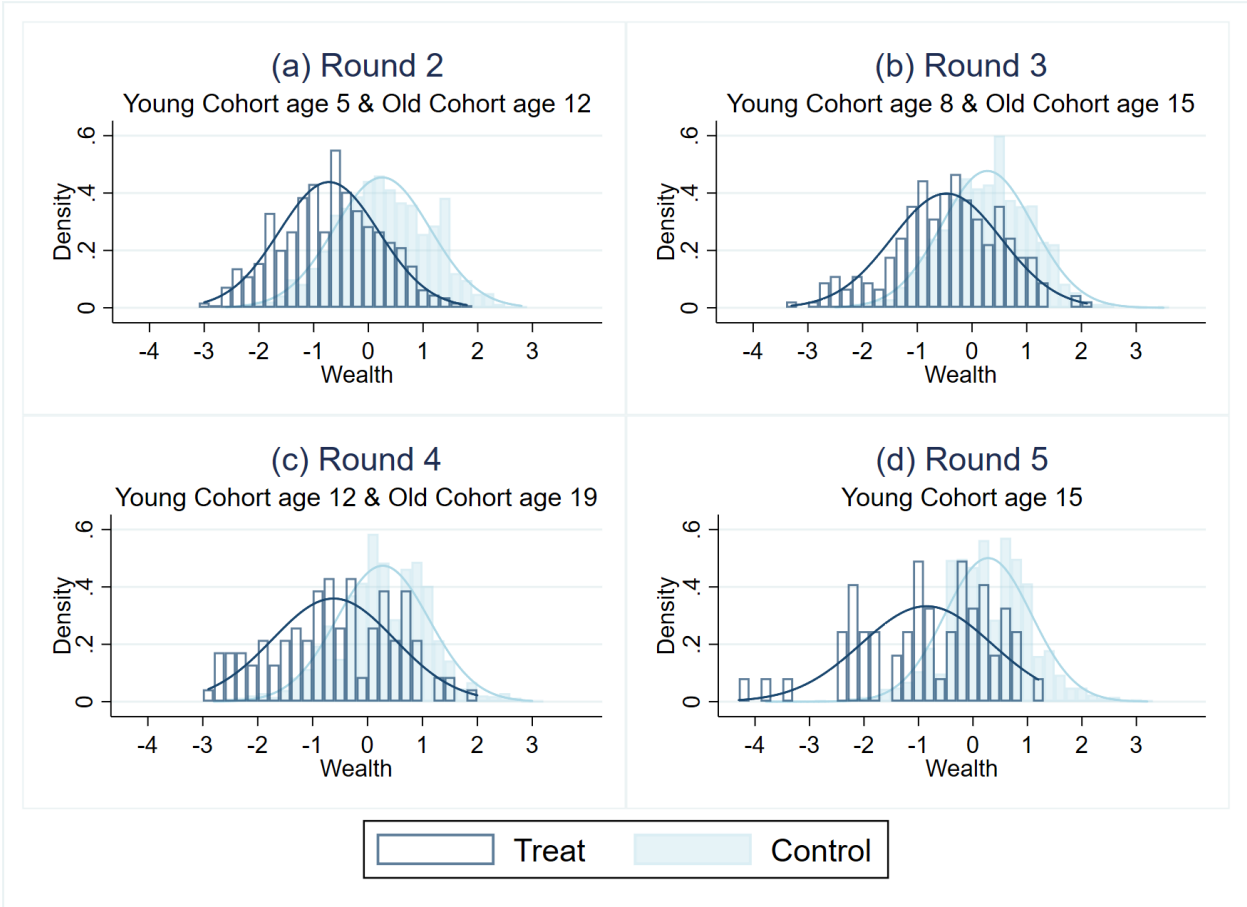 (a) Round 2
Young Cohort age 5 & Old Cohort age 12
Density
.6
.4
.2
0
-4 -3 -2 -1 0 1 2 3
Wealth
(b) Round 3
Young Cohort age 8 & Old Cohort age 15
Density
.6
.4
.2
0
-4 -3 -2 -1 0 1 2 3
Wealth
(c) Round 4
Young Cohort age 12 & Old Cohort age 19
Density
.6
.4
.2
0
-4 -3 -2 -1 0 1 2 3
Wealth
(d) Round 5
Young Cohort age 15
Density
.6
.4
.2
0
-4 -3 -2 -1 0 1 2 3
Wealth
Treat Control